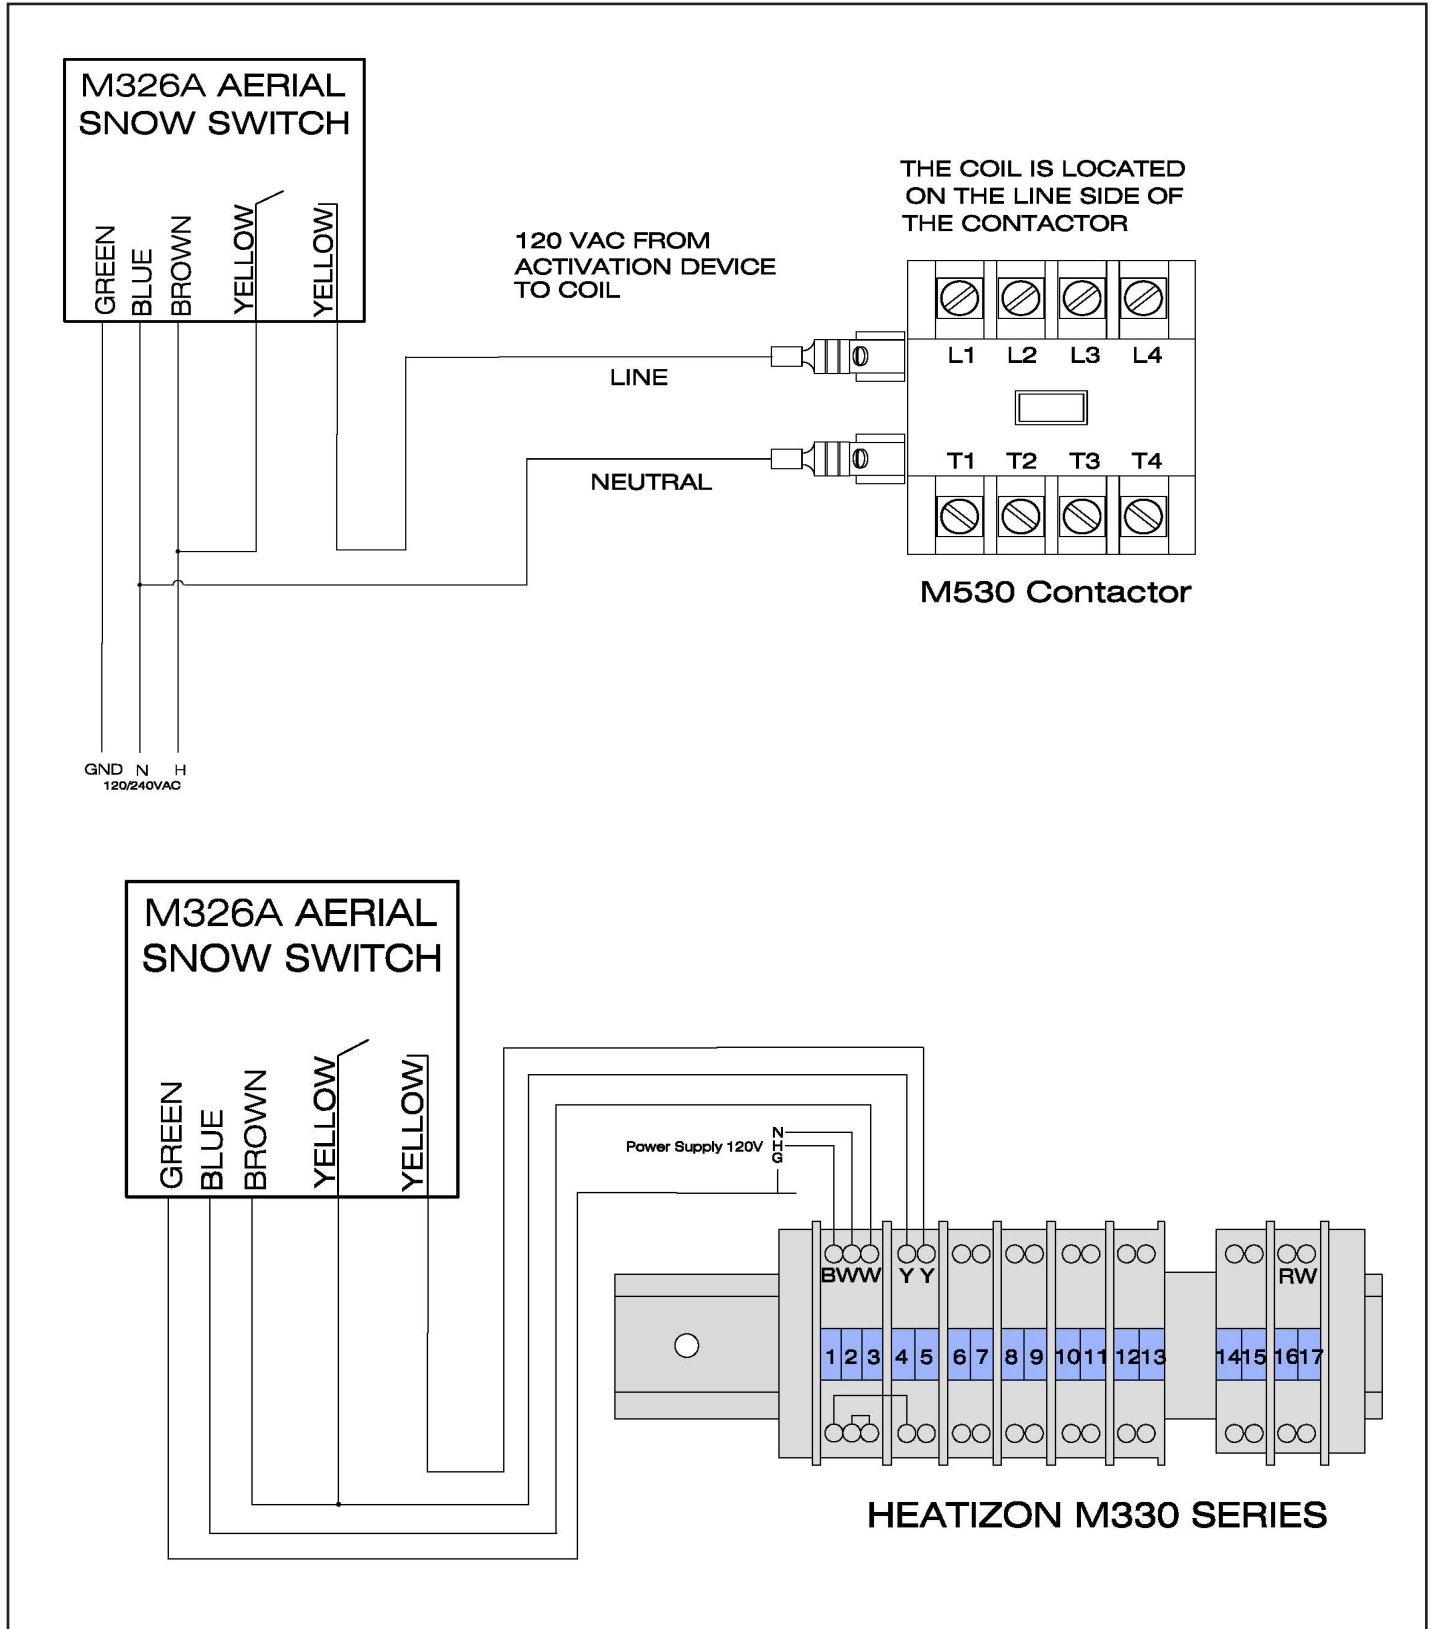 M326A AERIAL
SNOW SWITCH
GREEN
BLUE
BROWN
YELLOW
YELLOW
THE COIL IS LOCATED
ON THE LINE SIDE OF
THE CONTACTOR
120 VAC FROM
ACTIVATION DEVICE
TO COIL
LINE
NEUTRAL
L1 L2 L3 L4
T1 T2 T3 T4
M530 Contactor
GND N H
120/240VAC
M326A AERIAL
SNOW SWITCH
GREEN
BLUE
BROWN
YELLOW
YELLOW
Power Supply 120V
N
H
G
BWW Y Y RW
1 2 3 4 5 6 7 8 9 10 11 12 13 14 15 16 17
HEATIZON M330 SERIES